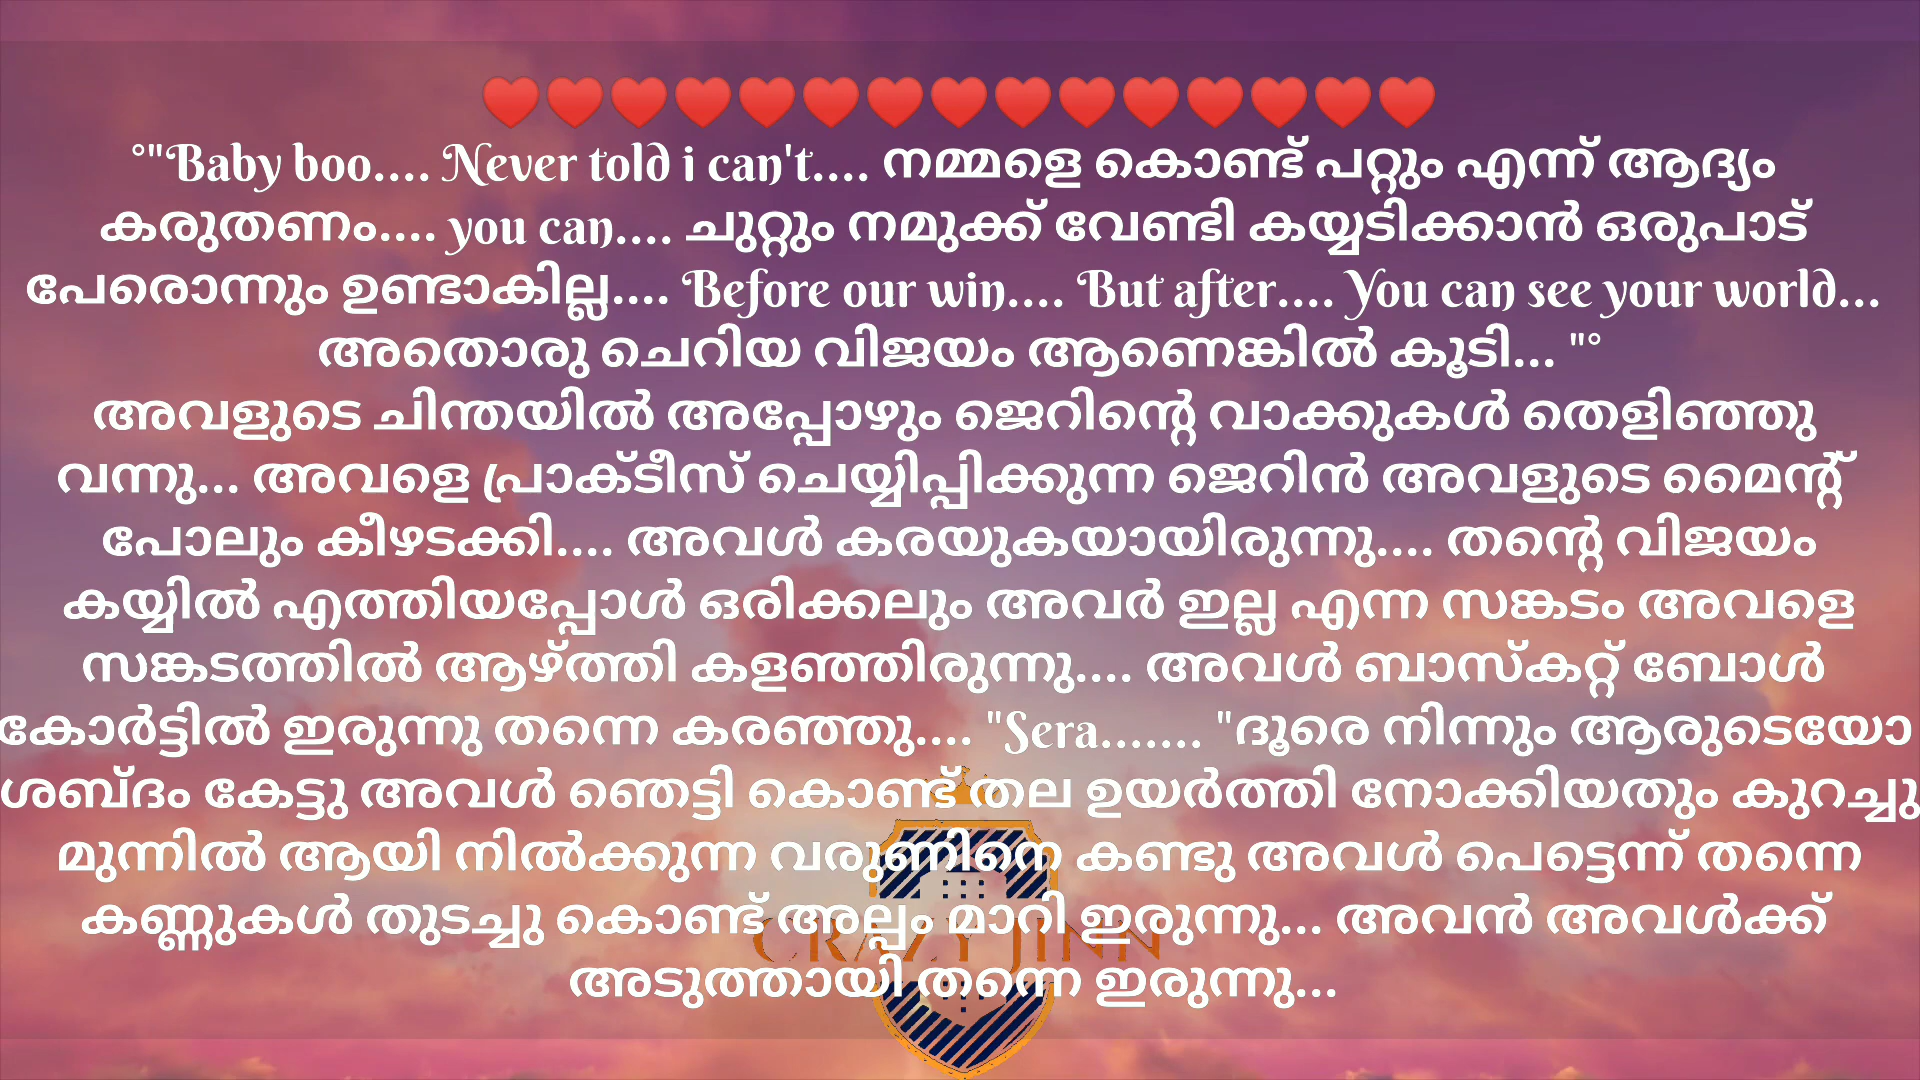 ❤️❤️❤️❤️❤️❤️❤️❤️❤️❤️❤️❤️❤️❤️❤️
°"Baby boo.... Never told i can't.... നമ്മളെ കൊണ്ട് പറ്റും എന്ന് ആദ്യം
കരുതണം.... you can.... ചുറ്റും നമുക്ക് വേണ്ടി കയ്യടിക്കാൻ ഒരുപാട്
പേരൊന്നും ഉണ്ടാകില്ല.... Before our win.... But after.... You can see your world...
അതൊരു ചെറിയ വിജയം ആണെങ്കിൽ കൂടി... "°
അവളുടെ ചിന്തയിൽ അപ്പോഴും ജെറിന്റെ വാക്കുകൾ തെളിഞ്ഞു
വന്നു... അവളെ പ്രാക്ടീസ് ചെയ്യിപ്പിക്കുന്ന ജെറിൻ അവളുടെ മൈന്റ്
പോലും കീഴടക്കി.... അവൾ കരയുകയായിരുന്നു.... തന്റെ വിജയം
കയ്യിൽ എത്തിയപ്പോൾ ഒരിക്കലും അവർ ഇല്ല എന്ന സങ്കടം അവളെ
സങ്കടത്തിൽ ആഴ്ത്തി കളഞ്ഞിരുന്നു.... അവൾ ബാസ്കറ്റ് ബോൾ
കോർട്ടിൽ ഇരുന്നു തന്നെ കരഞ്ഞു.... "Sera....... "ദൂരെ നിന്നും ആരുടെയോ
ശബ്ദം കേട്ടു അവൾ ഞെട്ടി കൊണ്ട് തല ഉയർത്തി നോക്കിയതും കുറച്ചു
മുന്നിൽ ആയി നിൽക്കുന്ന വരുണിനെ കണ്ടു അവൾ പെട്ടെന്ന് തന്നെ
കണ്ണുകൾ തുടച്ചു കൊണ്ട് അല്പം മാറി ഇരുന്നു... അവൻ അവൾക്ക്
CRAZY JINN
അടുത്തായി തന്നെ ഇരുന്നു...